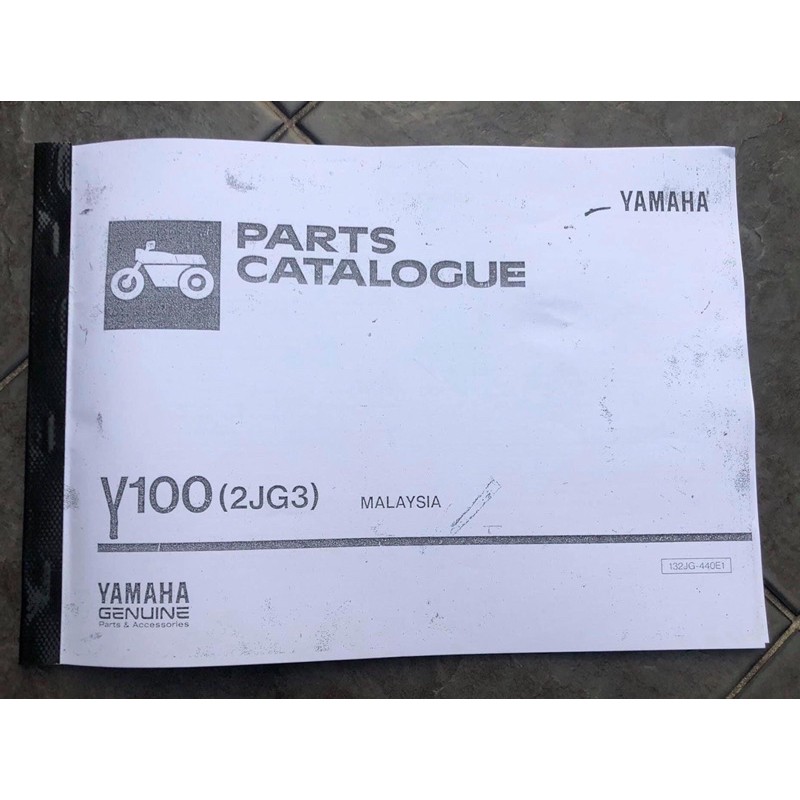 YAMAHA
PARTS
CATALOGUE
Y100 (2JG3) MALAYSIA
132JG-440E1
YAMAHA
GENUINE
Parts & Accessories